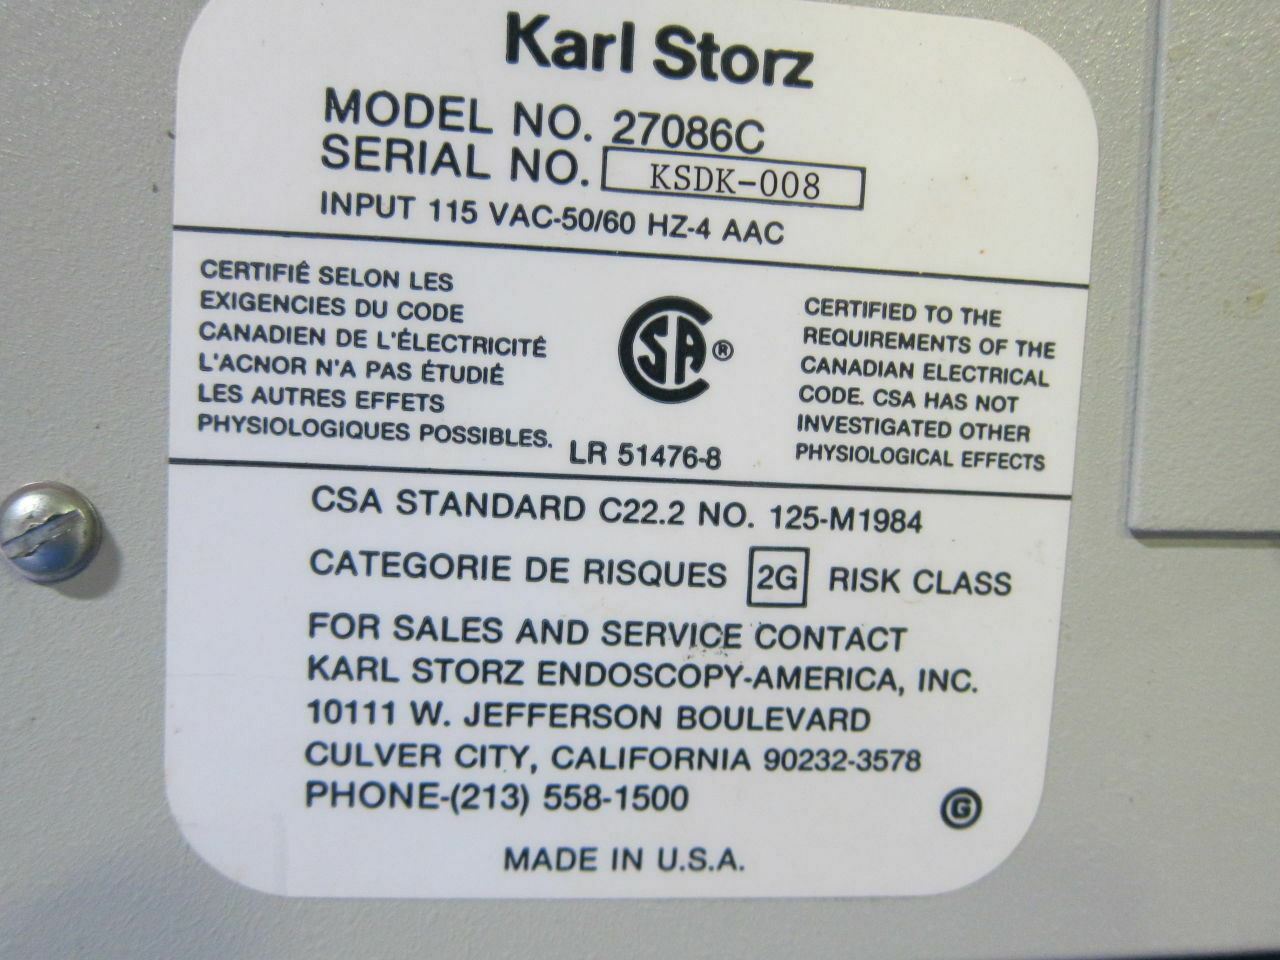 Karl Storz
MODEL NO. 27086C
SERIAL NO. KSDK-008
INPUT 115 VAC-50/60 HZ-4 AAC
CERTIFIÉ SELON LES
EXIGENCIES DU CODE
CANADIEN DE L'ÉLECTRICITÉ
L'ACNOR N'A PAS ÉTUDIÉ
LES AUTRES EFFETS
PHYSIOLOGIQUES POSSIBLES.
CSA®
LR 51476-8
CERTIFIED TO THE
REQUIREMENTS OF THE
CANADIAN ELECTRICAL
CODE. CSA HAS NOT
INVESTIGATED OTHER
PHYSIOLOGICAL EFFECTS
CSA STANDARD C22.2 NO. 125-M1984
CATEGORIE DE RISQUES 2G RISK CLASS
FOR SALES AND SERVICE CONTACT
KARL STORZ ENDOSCOPY-AMERICA, INC.
10111 W. JEFFERSON BOULEVARD
CULVER CITY, CALIFORNIA 90232-3578
PHONE-(213) 558-1500
G
MADE IN U.S.A.